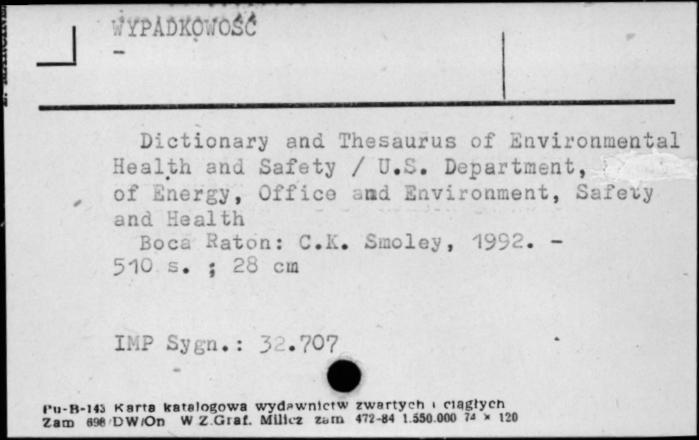 WYPADKOWOŚĆ
-
Dictionary and Thesaurus of Environmental
Health and Safety / U.S. Department,
of Energy, Office and Environment, Safety
and Health
Boca Raton: C.K. Smoley, 1992. -
510 s. ; 28 cm
IMP Sygn.: 32.707
Pu-B-143 Karta katalogowa wydawnictw zwartych i ciągłych
Zam 698 DW/On W Z.Graf. Milicz zam 472-84 1.550.000 74 × 120